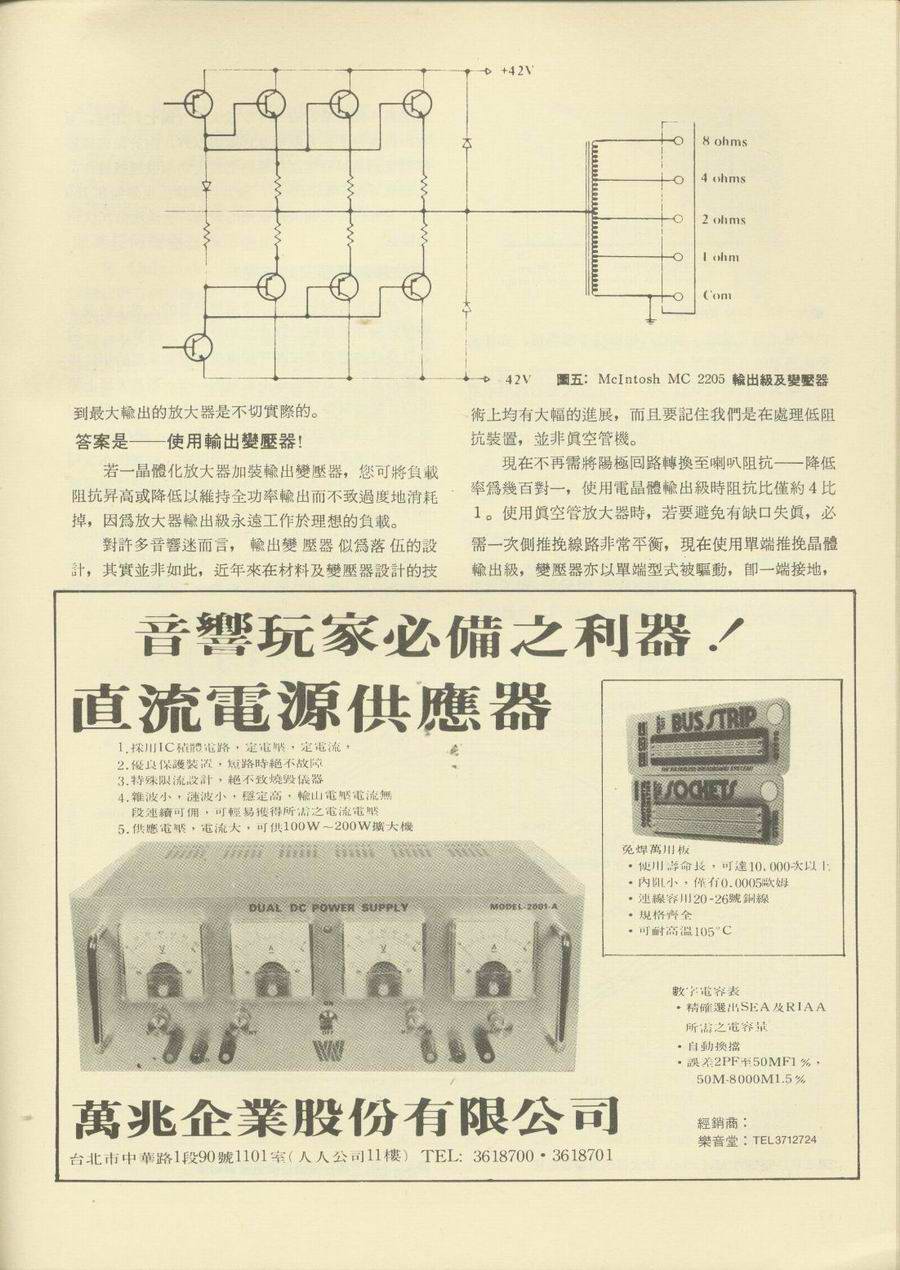 +42V
8 ohms
4 ohms
2 ohms
1 ohm
Com
42V
圖五: McIntosh MC 2205 輸出級及變壓器
到最大輸出的放大器是不切實際的。
答案是——使用輸出變壓器!
若一晶體化放大器加裝輸出變壓器，您可將負載
阻抗昇高或降低以維持全功率輸出而不致過度地消耗
掉，因爲放大器輸出級永遠工作於理想的負載。
對許多音響迷而言，輸出變壓器似爲落伍的設
計，其實並非如此，近年來在材料及變壓器設計的技
術上均有大幅的進展，而且要記住我們是在處理低阻
抗裝置，並非眞空管機。
現在不再需將陽極回路轉換至喇叭阻抗——降低
率爲幾百對一，使用電晶體輸出級時阻抗比僅約4比
1。使用眞空管放大器時，若要避免有缺口失眞，必
需一次側推挽線路非常平衡，現在使用單端推挽晶體
輸出級，變壓器亦以單端型式被驅動，卽一端接地，
音響玩家必備之利器！
直流電源供應器
1.採用IC積體電路，定電壓，定電流，
2.優良保護裝置，短路時絕不故障
3.特殊限流設計，絕不致燒毀儀器
4.雜波小，漣波小，穩定高，輸出電壓電流無
段連續可調，可輕易獲得所需之電流電壓
5.供應電壓，電流大，可供100W～200W擴大機
DUAL DC POWER SUPPLY
MODEL-2001-A
V
A
V
A
ON
OFF
BUS STRIP
SOCKETS
免焊萬用板
・使用壽命長，可達10,000次以上
・內阻小，僅有0.0005歐姆
・連線容用20-26號銅線
・規格齊全
・可耐高溫105°C
數字電容表
・精確選出SEA及RIAA
所需之電容量
・自動換擋
・誤差2PF至50MF1%，
50M-8000M1.5%
萬兆企業股份有限公司
台北市中華路1段90號1101室(人人公司11樓) TEL: 3618700・3618701
經銷商：
樂音堂：TEL3712724